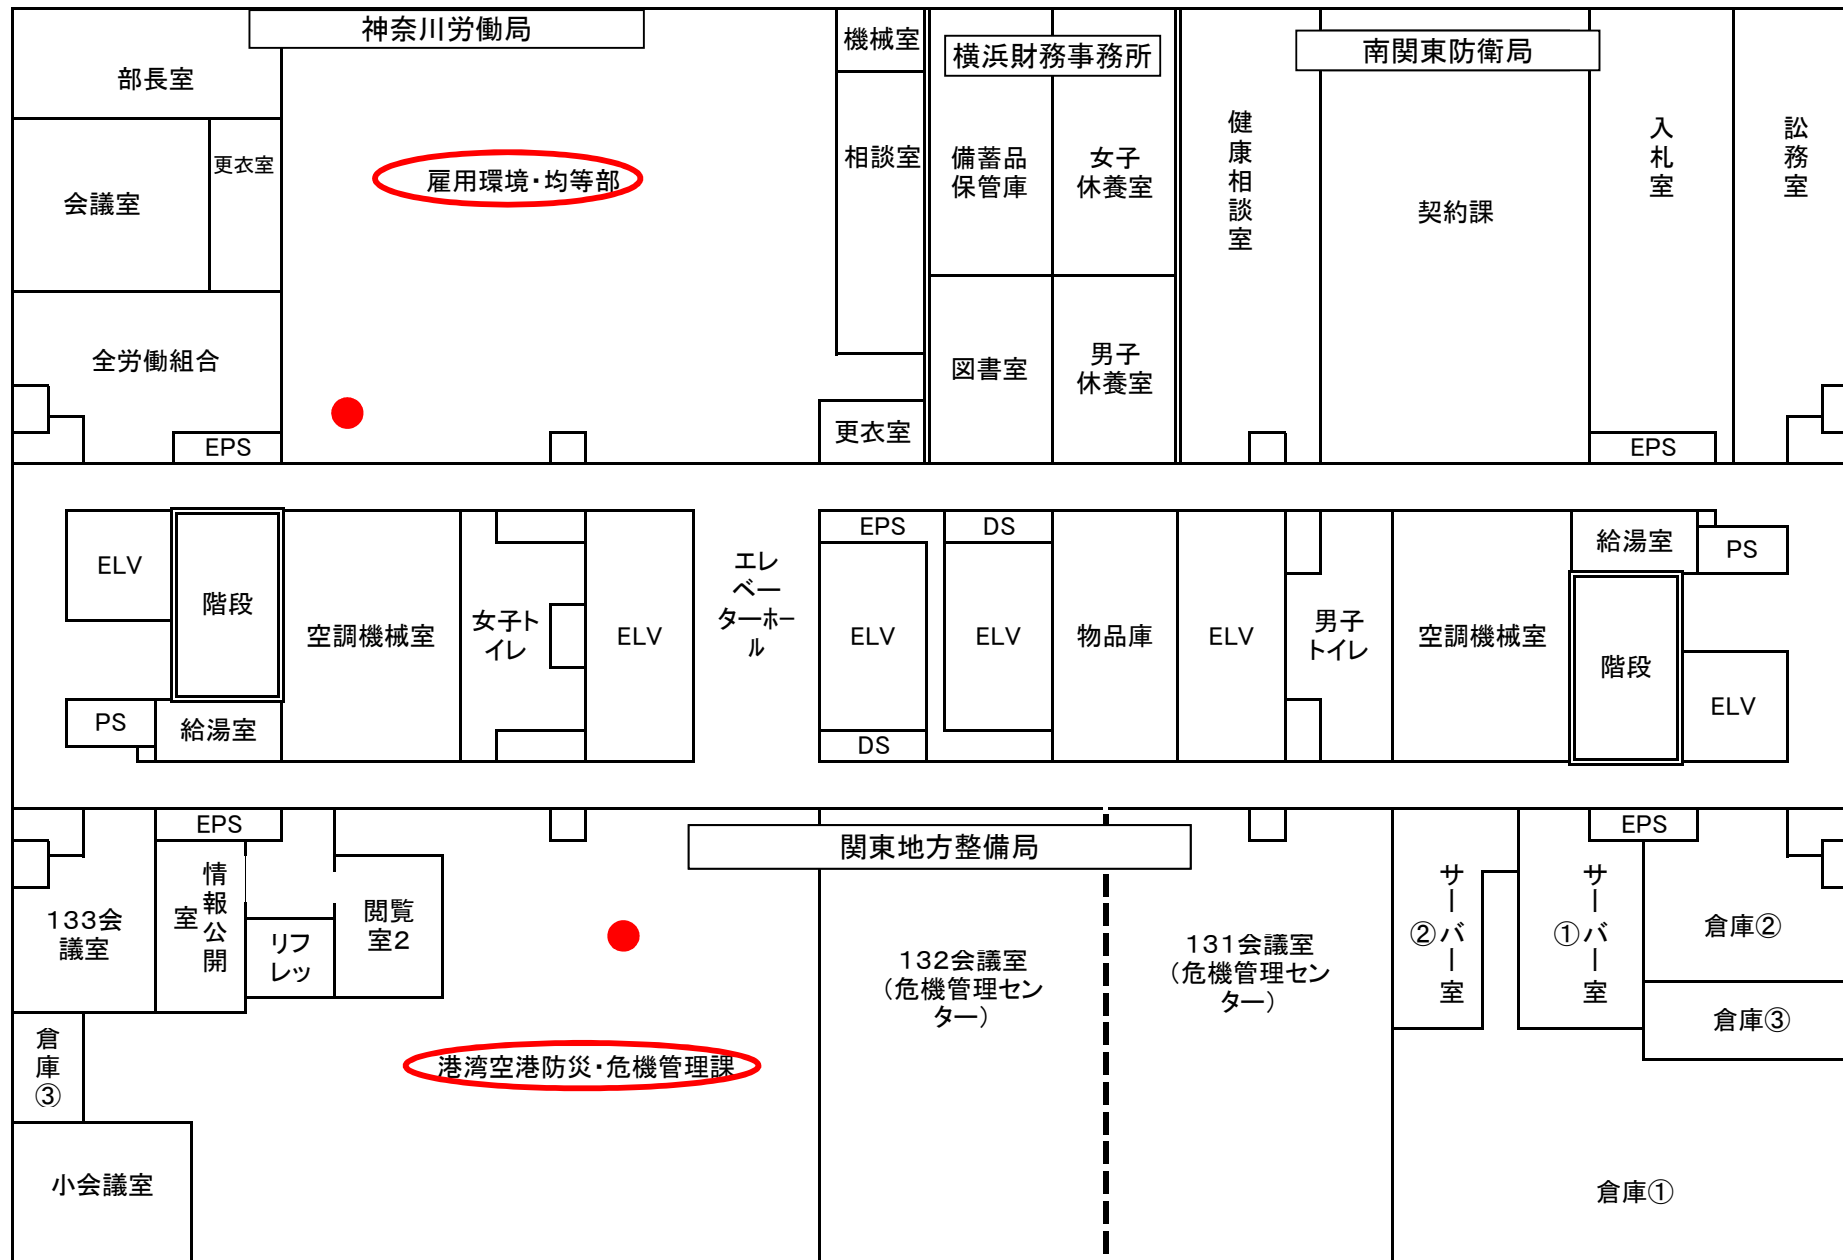 神奈川労働局
機械室
横浜財務事務所
南関東防衛局
部長室
会議室
更衣室
雇用環境・均等部
相談室
備蓄品
保管庫
女子
休養室
健康相談室
契約課
入札室
訟務室
全労働組合
図書室
男子
休養室
更衣室
EPS
EPS
ELV
階段
空調機械室
女子ト
イレ
ELV
エレ
ベー
ターホー
ル
EPS
ELV
DS
DS
ELV
物品庫
ELV
男子
トイレ
空調機械室
給湯室
PS
階段
ELV
PS
給湯室
EPS
関東地方整備局
EPS
133会
議室
情報公開
室
リフ
レッ
閲覧
室2
132会議室
(危機管理セン
ター)
131会議室
(危機管理セン
ター)
サーバー室
②
サーバー室
①
倉庫②
倉庫③
倉庫③
港湾空港防災・危機管理課
小会議室
倉庫①